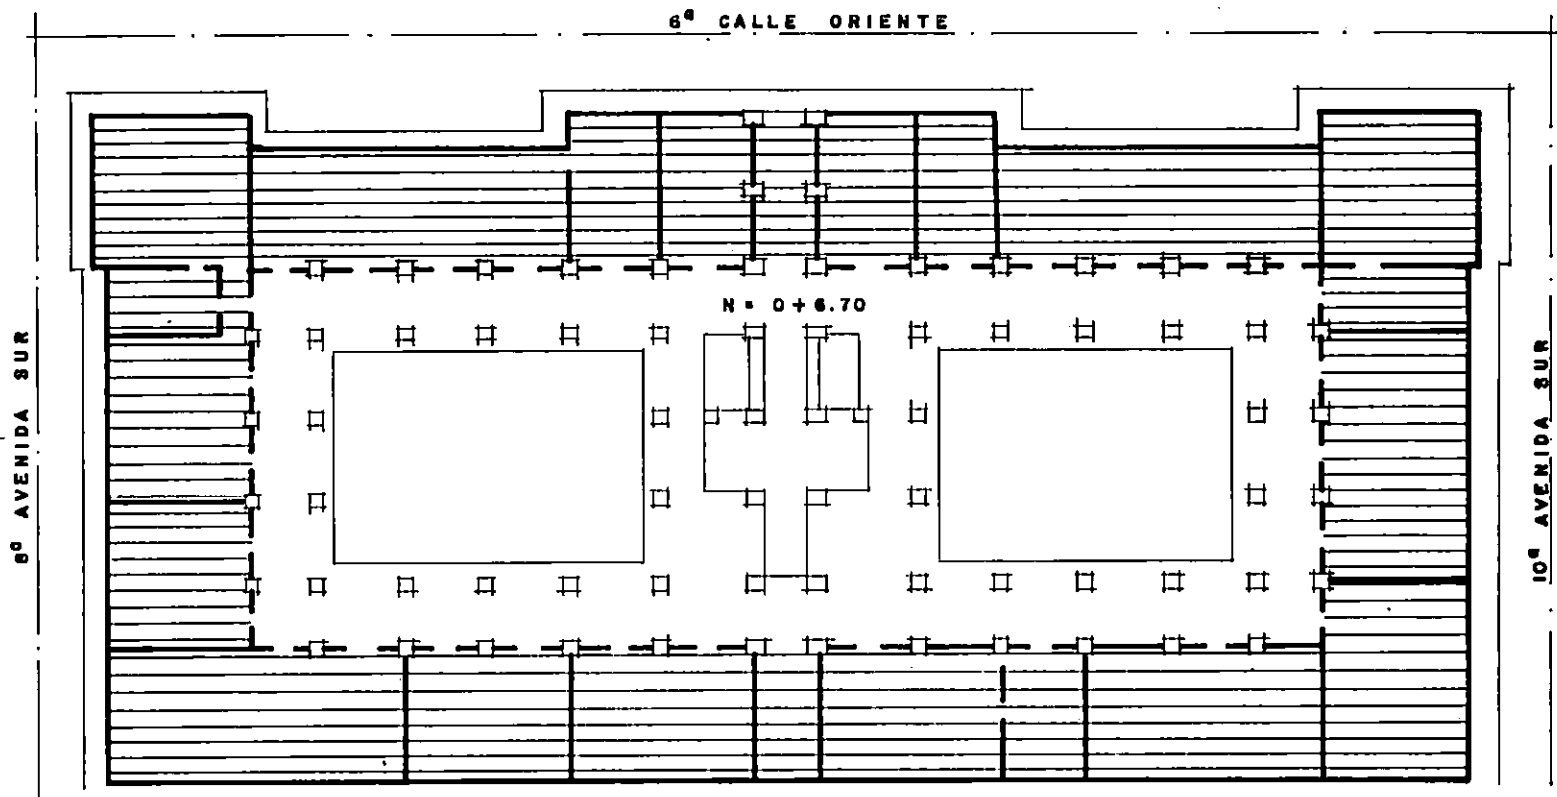 6ª CALLE ORIENTE
N = 0 + 6.70
8ª AVENIDA SUR
10ª AVENIDA SUR